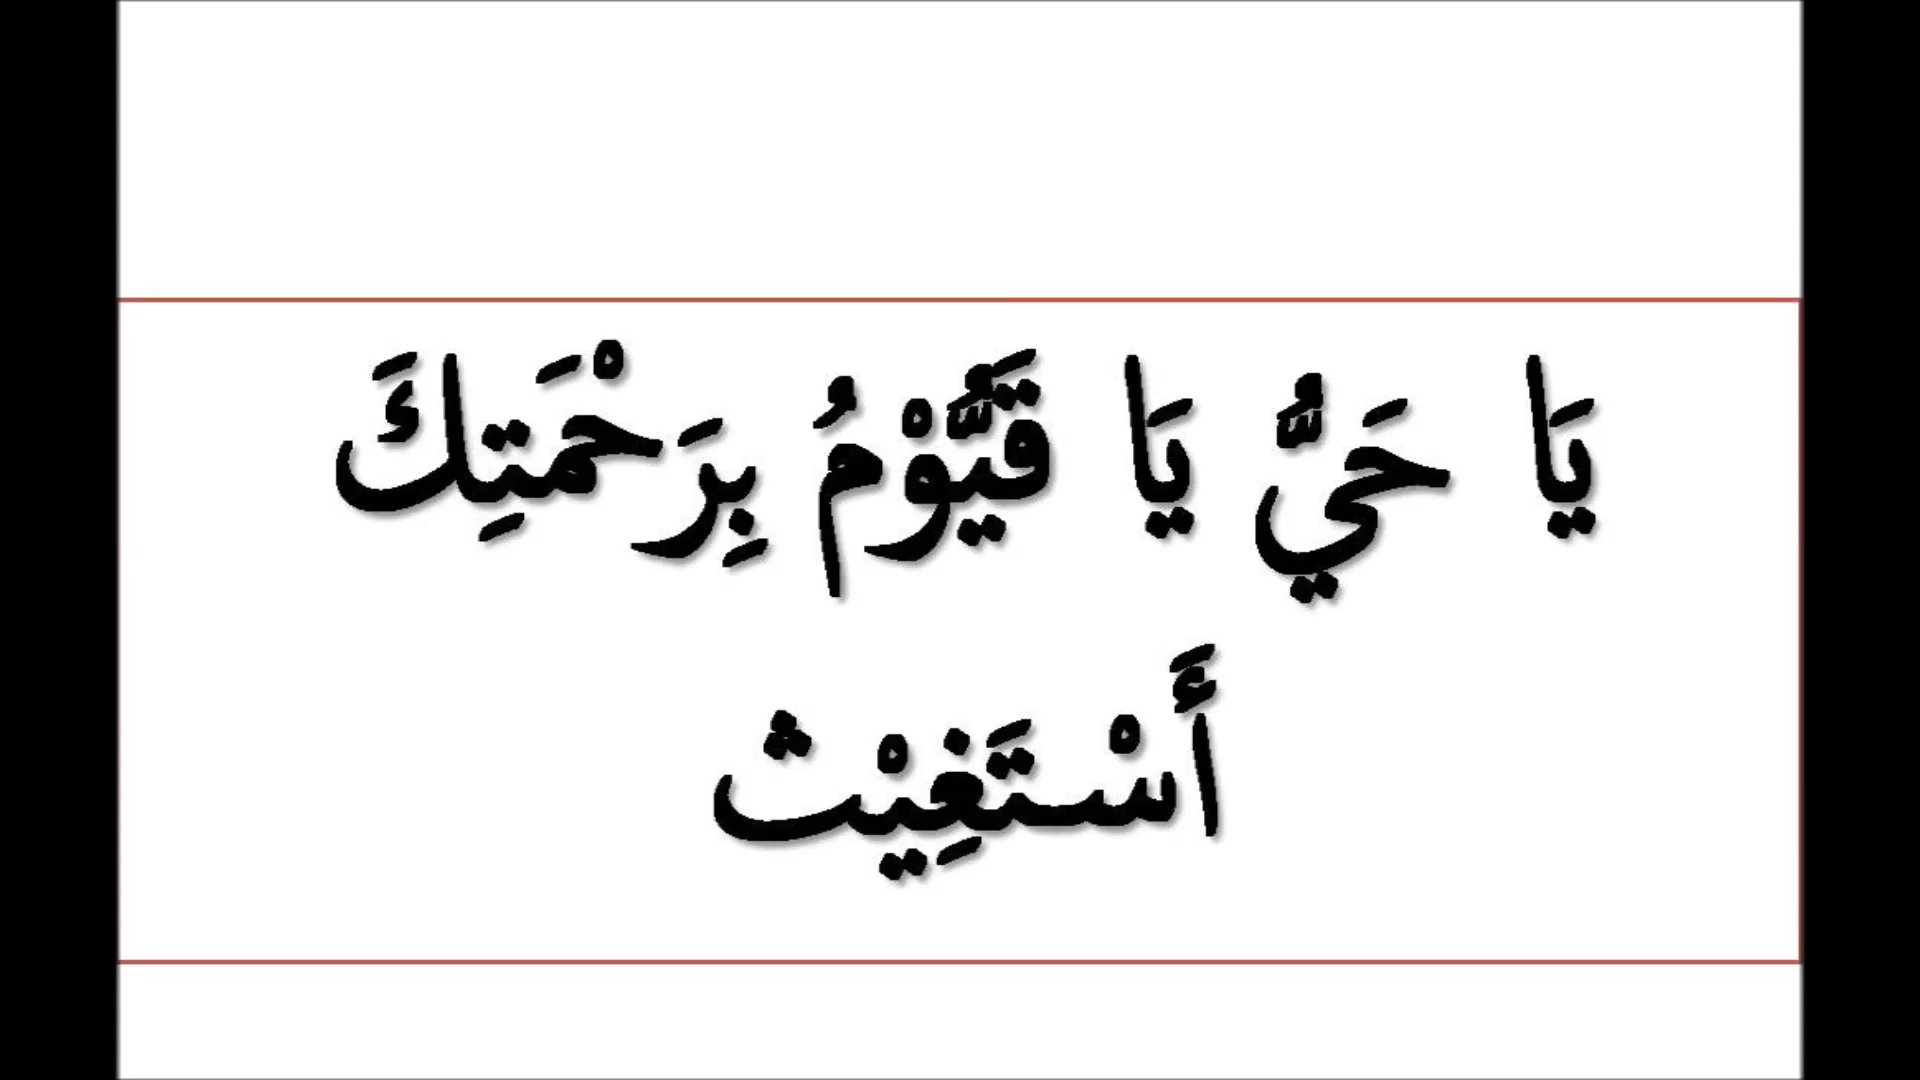 يَا حَيُّ يَا قَيُّوْمُ بِرَحْمَتِكَ
أَسْتَغِيْث